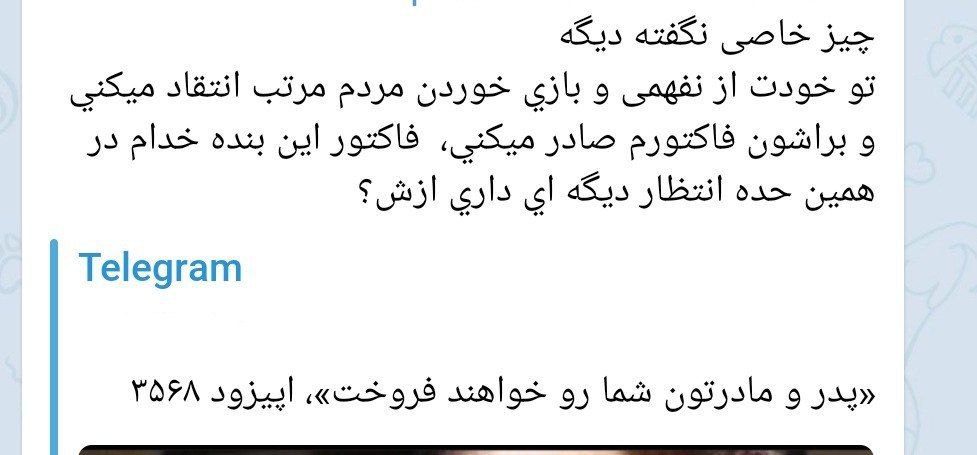 چیز خاصی نگفته دیگه
تو خودت از نفهمی و بازي خوردن مردم مرتب انتقاد میکني
و براشون فاکتورم صادر میکني، فاکتور این بنده خدام در
همین حده انتظار دیگه اي داري ازش؟
Telegram
«پدر و مادرتون شما رو خواهند فروخت»، اپیزود ۳۵۶۸